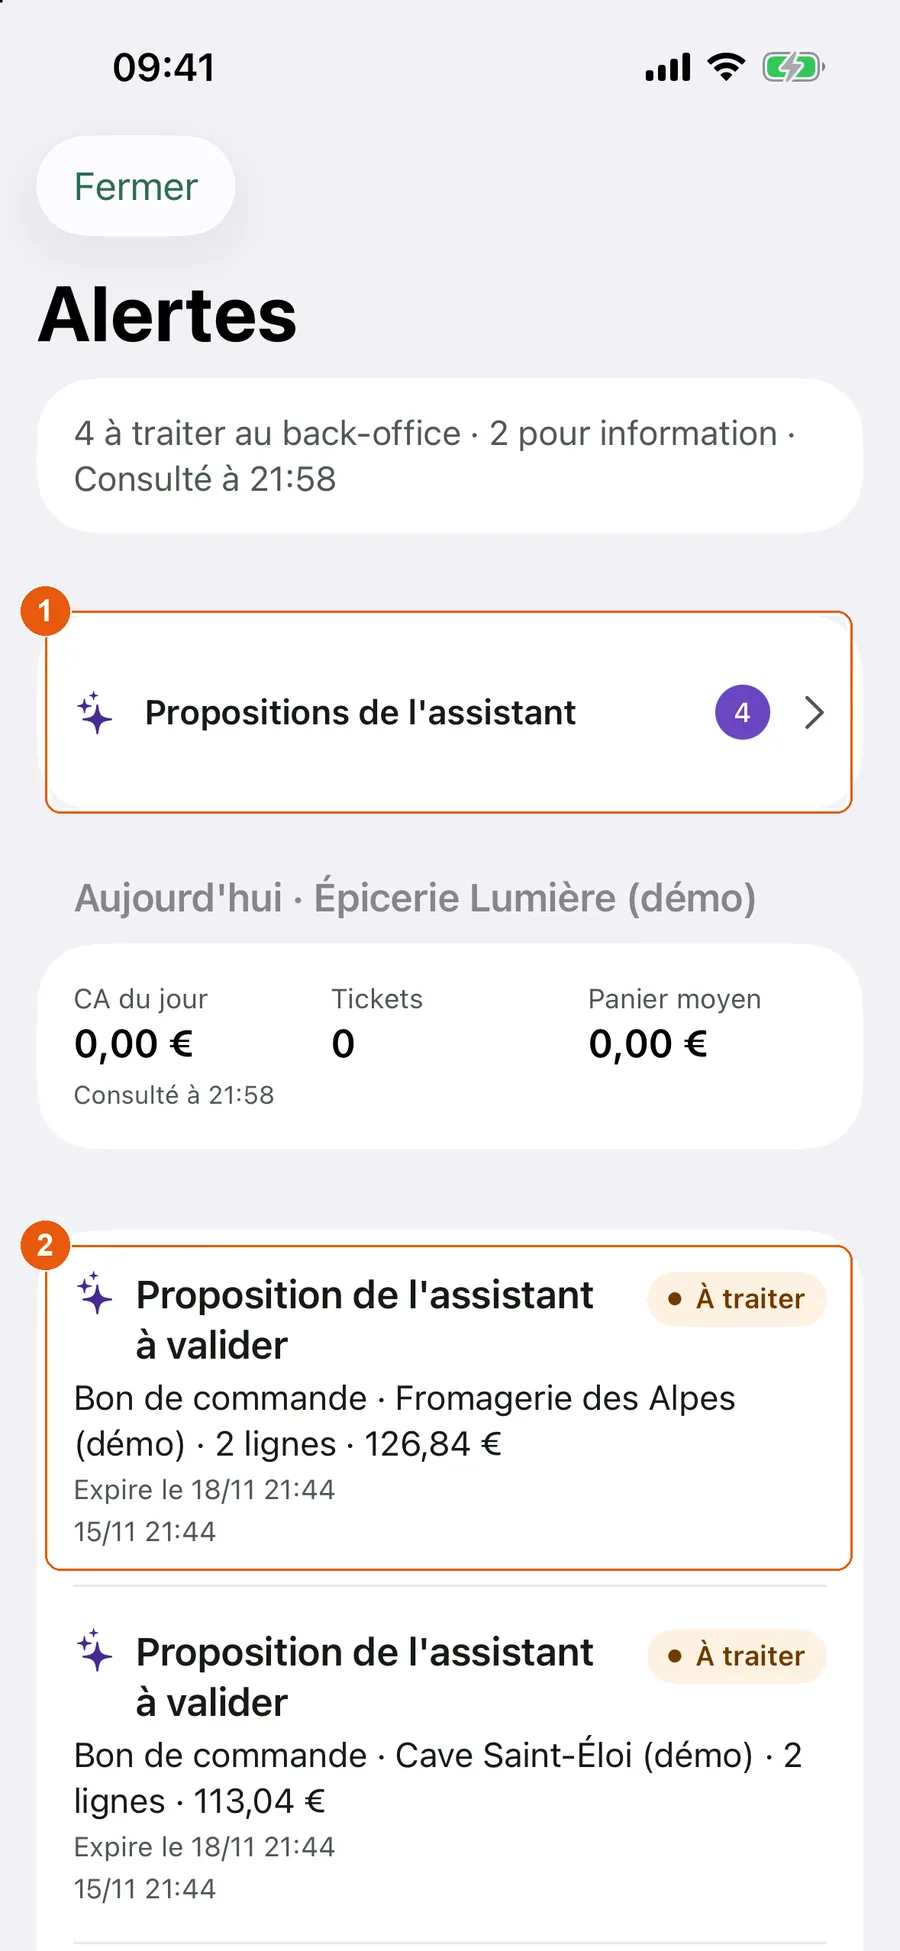 09:41
Fermer
Alertes
4 à traiter au back-office · 2 pour information ·
Consulté à 21:58
1
Propositions de l'assistant
4
Aujourd'hui · Épicerie Lumière (démo)
CA du jour
Tickets
Panier moyen
0,00 €
0
0,00 €
Consulté à 21:58
2
Proposition de l'assistant
à valider
À traiter
Bon de commande · Fromagerie des Alpes
(démo) · 2 lignes · 126,84 €
Expire le 18/11 21:44
15/11 21:44
Proposition de l'assistant
à valider
À traiter
Bon de commande · Cave Saint-Éloi (démo) · 2
lignes · 113,04 €
Expire le 18/11 21:44
15/11 21:44